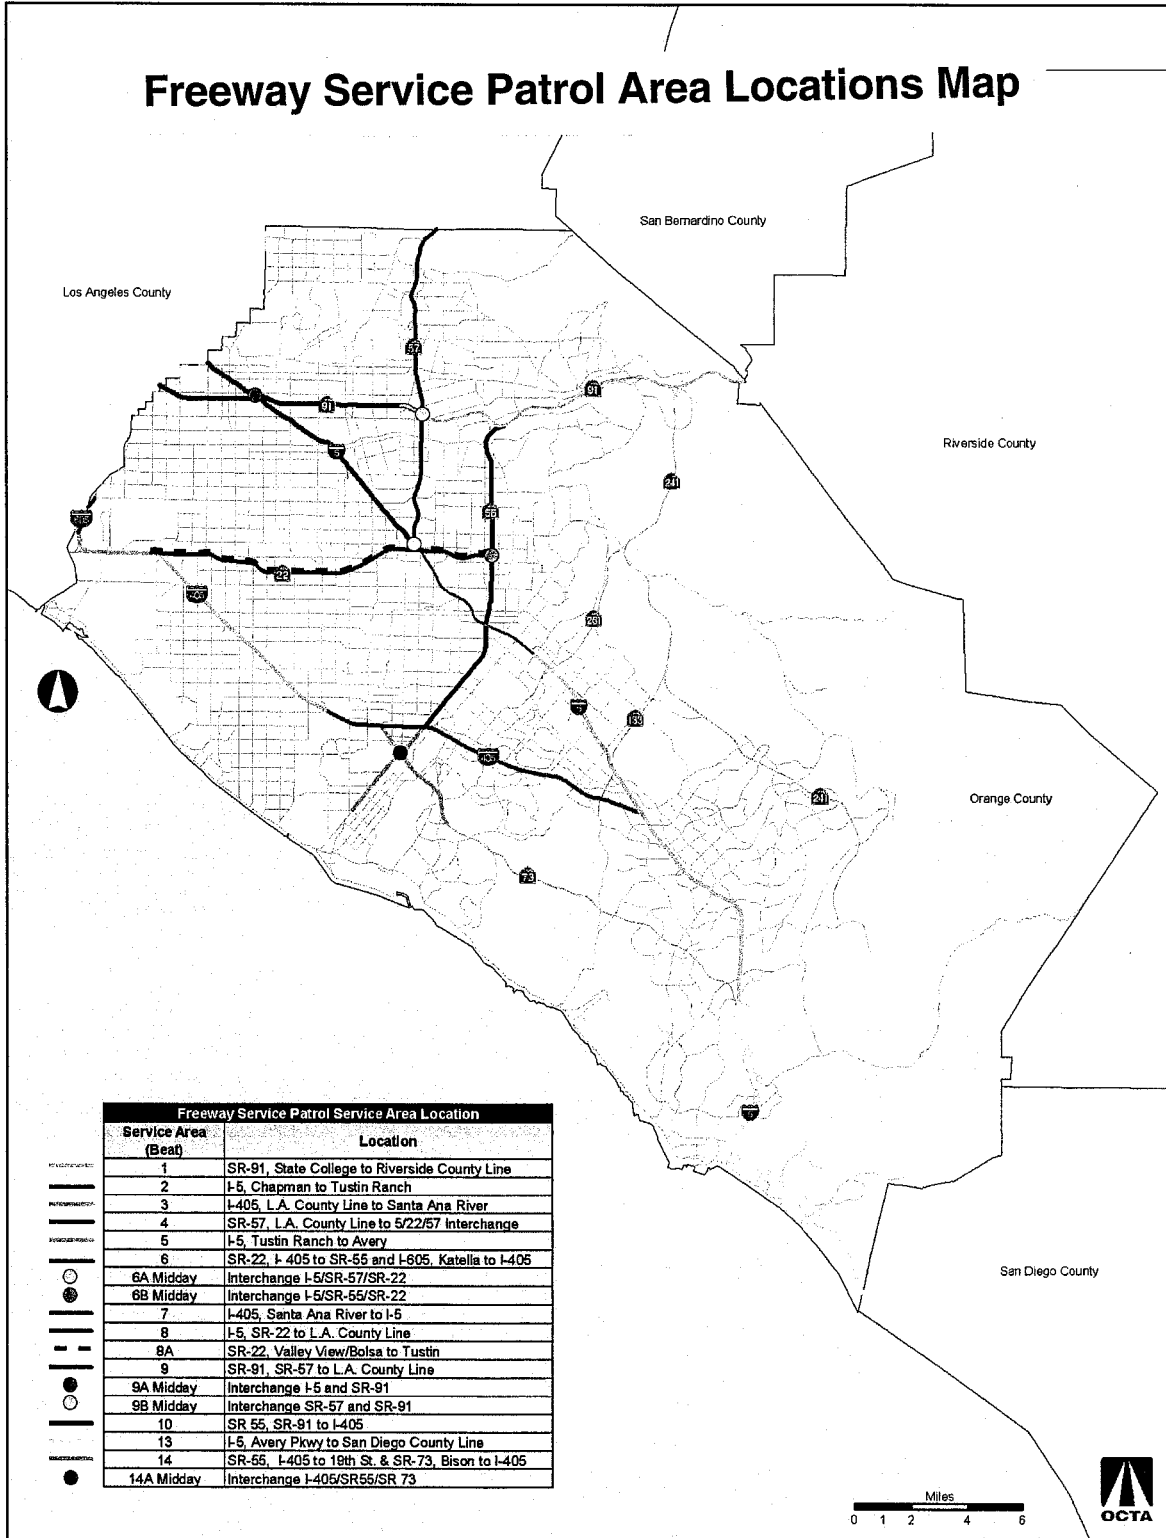 Freeway Service Patrol Area Locations Map
San Bernardino County
Los Angeles County
57
91
91
5
Riverside County
241
55
22
405
261
5
133
405
241
Orange County
73
5
Freeway Service Patrol Service Area Location
Service Area (Beat) Location
1 SR-91, State College to Riverside County Line
2 I-5, Chapman to Tustin Ranch
3 I-405, L.A. County Line to Santa Ana River
4 SR-57, L.A. County Line to 5/22/57 Interchange
5 I-5, Tustin Ranch to Avery
6 SR-22, I- 405 to SR-55 and I-605, Katella to I-405
6A Midday Interchange I-5/SR-57/SR-22
6B Midday Interchange I-5/SR-55/SR-22
7 I-405, Santa Ana River to I-5
8 I-5, SR-22 to L.A. County Line
8A SR-22, Valley View/Bolsa to Tustin
9 SR-91, SR-57 to L.A. County Line
9A Midday Interchange I-5 and SR-91
9B Midday Interchange SR-57 and SR-91
10 SR 55, SR-91 to I-405
13 I-5, Avery Pkwy to San Diego County Line
14 SR-55, I-405 to 19th St. & SR-73, Bison to I-405
14A Midday Interchange I-405/SR55/SR 73
San Diego County
Miles
0 1 2 4 6
OCTA